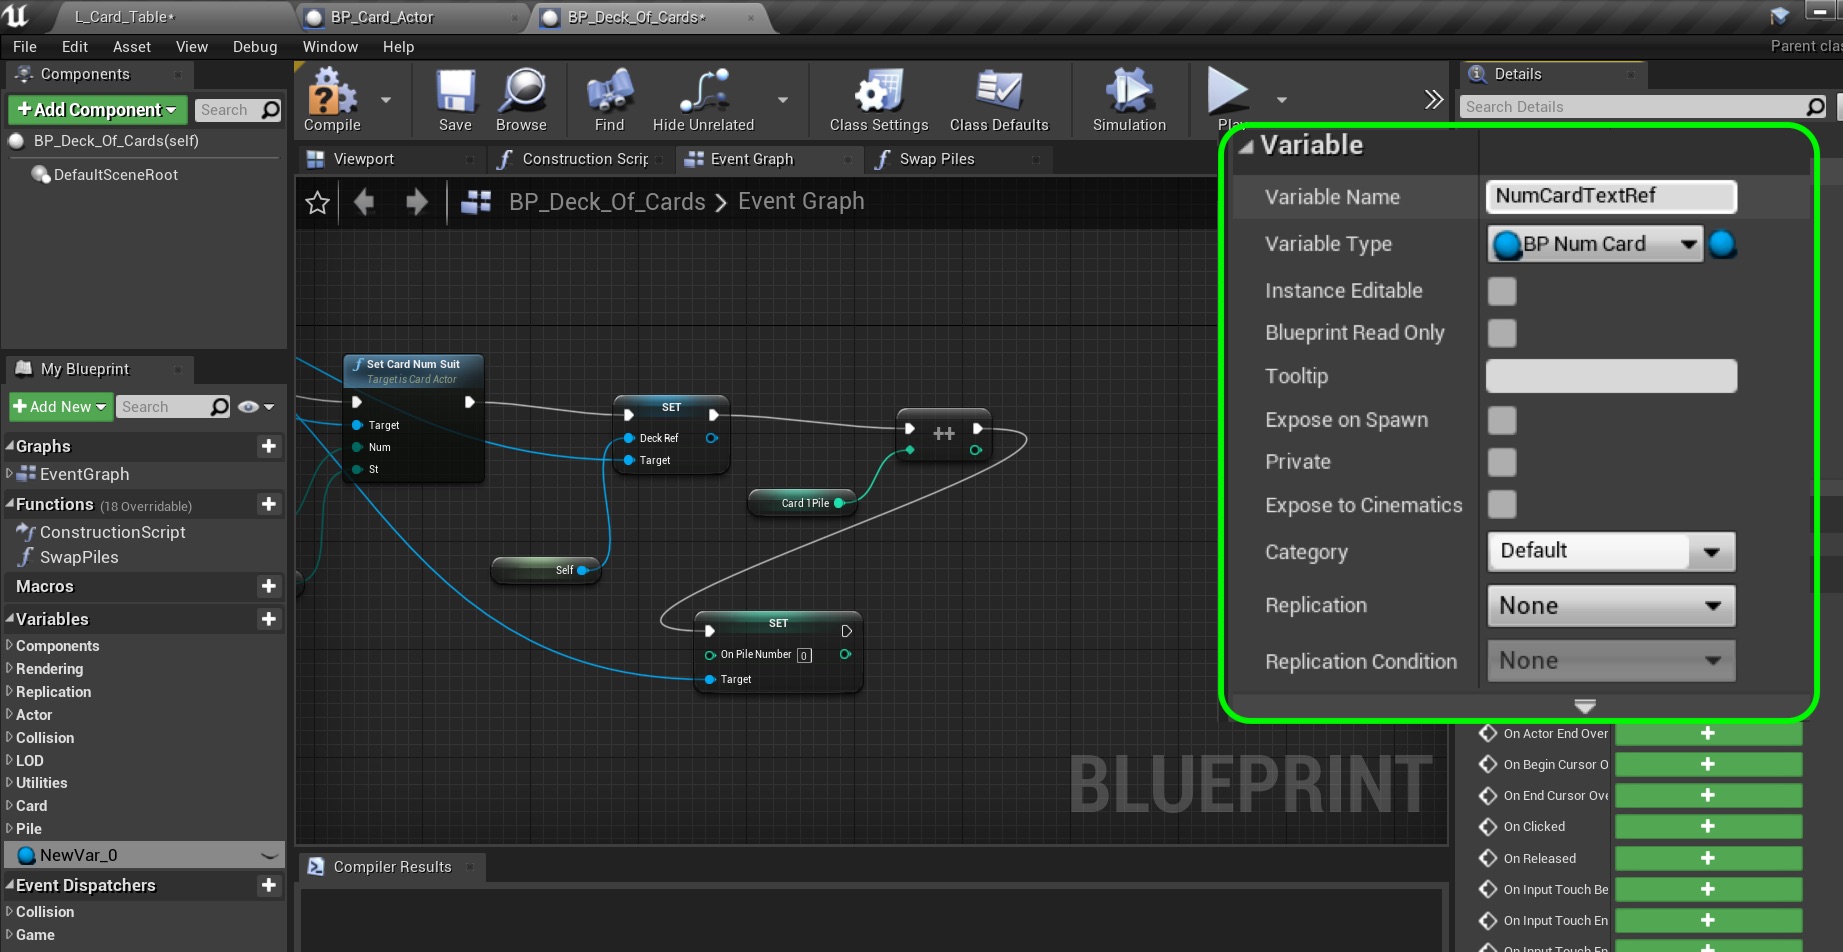 L_Card_Table*
BP_Card_Actor
BP_Deck_Of_Cards*
File Edit Asset View Debug Window Help
Parent clas
Components
Add Component
Search
BP_Deck_Of_Cards(self)
DefaultSceneRoot
Compile
Save
Browse
Find
Hide Unrelated
Class Settings
Class Defaults
Simulation
Play
Viewport
Construction Scrip
Event Graph
Swap Piles
BP_Deck_Of_Cards > Event Graph
Set Card Num Suit
Target is Card Actor
Target
Num
St
SET
Deck Ref
Target
++
Card 1Pile
Self
SET
On Pile Number 0
Target
BLUEPRINT
Compiler Results
My Blueprint
Add New
Search
Graphs
EventGraph
Functions (18 Overridable)
ConstructionScript
SwapPiles
Macros
Variables
Components
Rendering
Replication
Actor
Collision
LOD
Utilities
Card
Pile
NewVar_0
Event Dispatchers
Collision
Game
Details
Search Details
Variable
Variable Name NumCardTextRef
Variable Type BP Num Card
Instance Editable
Blueprint Read Only
Tooltip
Expose on Spawn
Private
Expose to Cinematics
Category Default
Replication None
Replication Condition None
On Actor End Over
On Begin Cursor O
On End Cursor Ove
On Clicked
On Released
On Input Touch Be
On Input Touch En
On Input Touch En